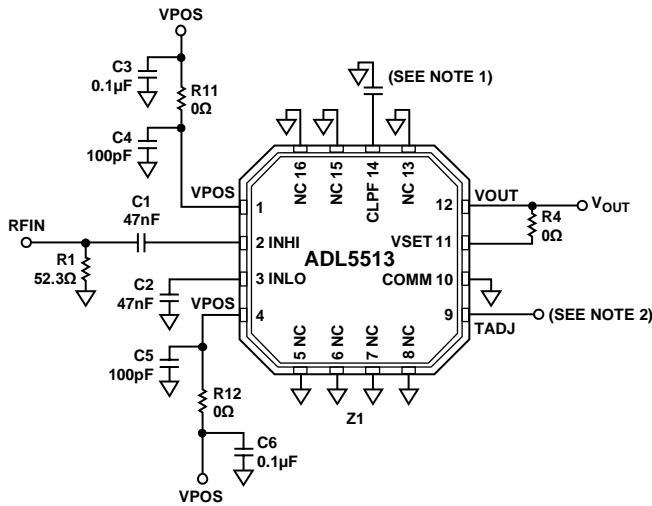 VPOS
C3
0.1µF
R11
0Ω
(SEE NOTE 1)
C4
100pF
NC 16
NC 15
CLPF 14
NC 13
VPOS
1
12
VOUT
VOUT
C1
47nF
RFIN
2 INHI
VSET 11
R4
0Ω
R1
52.3Ω
ADL5513
C2
47nF
3 INLO
COMM 10
VPOS
4
9
TADJ
(SEE NOTE 2)
C5
100pF
5 NC
6 NC
7 NC
8 NC
R12
0Ω
Z1
C6
0.1µF
VPOS